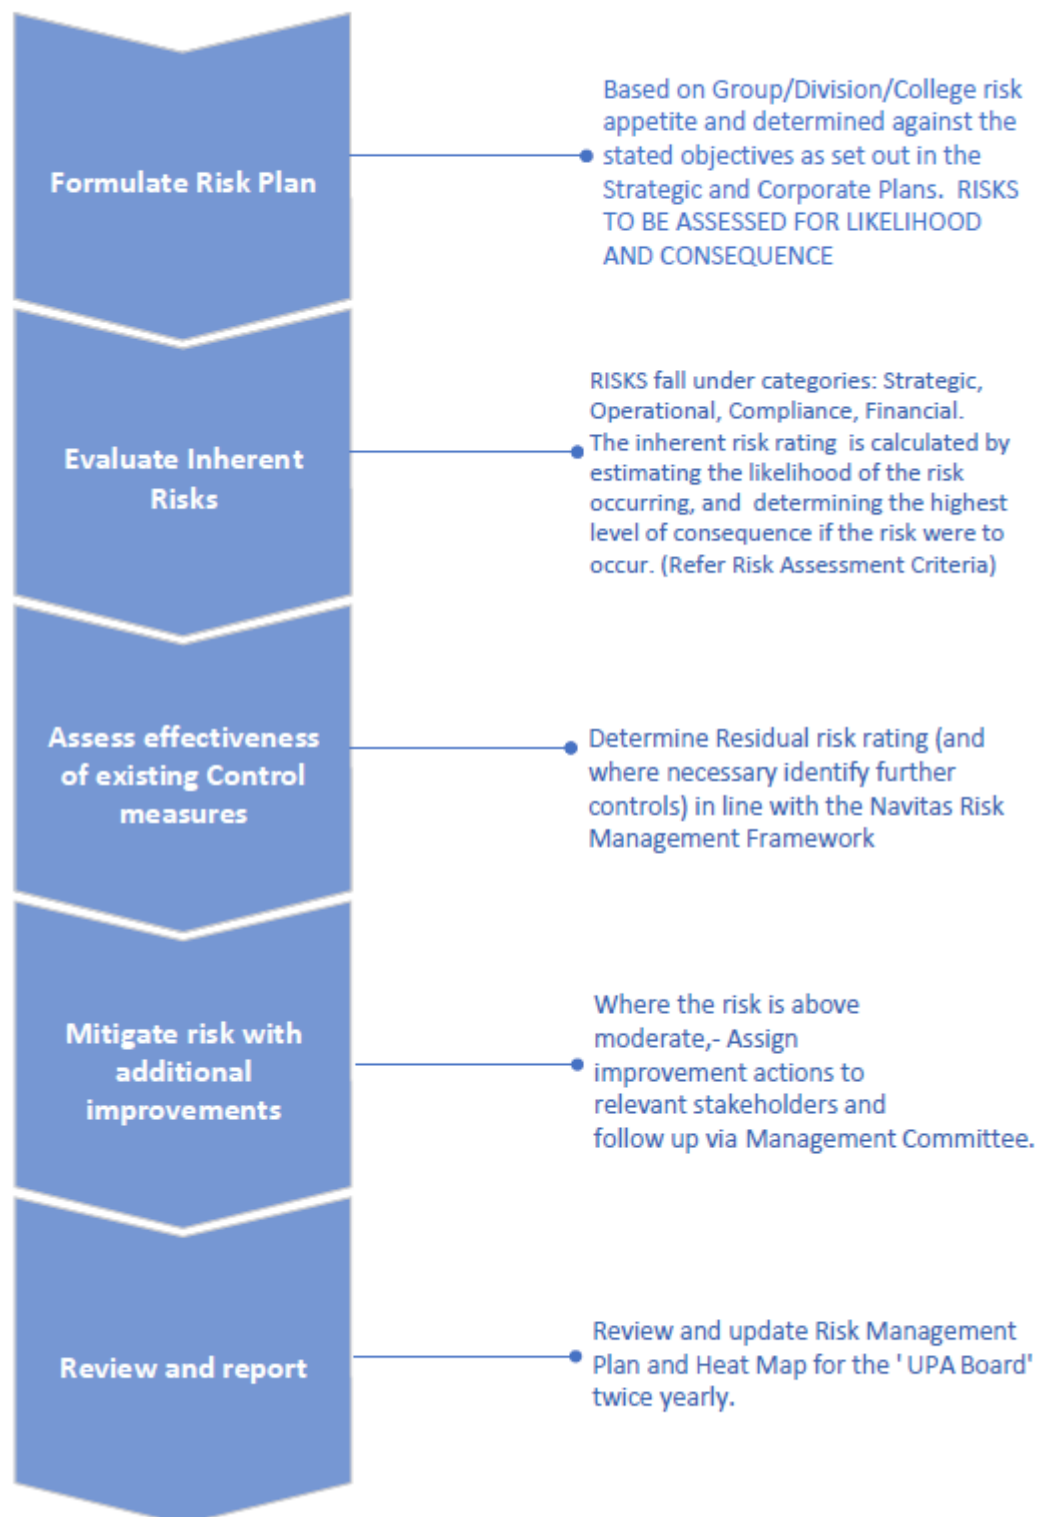 Formulate Risk Plan
Based on Group/Division/College risk
appetite and determined against the
stated objectives as set out in the
Strategic and Corporate Plans.  RISKS
TO BE ASSESSED FOR LIKELIHOOD
AND CONSEQUENCE
Evaluate Inherent
Risks
RISKS fall under categories: Strategic,
Operational, Compliance, Financial.
The inherent risk rating  is calculated by
estimating the likelihood of the risk
occurring, and  determining the highest
level of consequence if the risk were to
occur. (Refer Risk Assessment Criteria)
Assess effectiveness
of existing Control
measures
Determine Residual risk rating (and
where necessary identify further
controls) in line with the Navitas Risk
Management Framework
Mitigate risk with
additional
improvements
Where the risk is above
moderate,- Assign
improvement actions to
relevant stakeholders and
follow up via Management Committee.
Review and report
Review and update Risk Management
Plan and Heat Map for the ' UPA Board'
twice yearly.